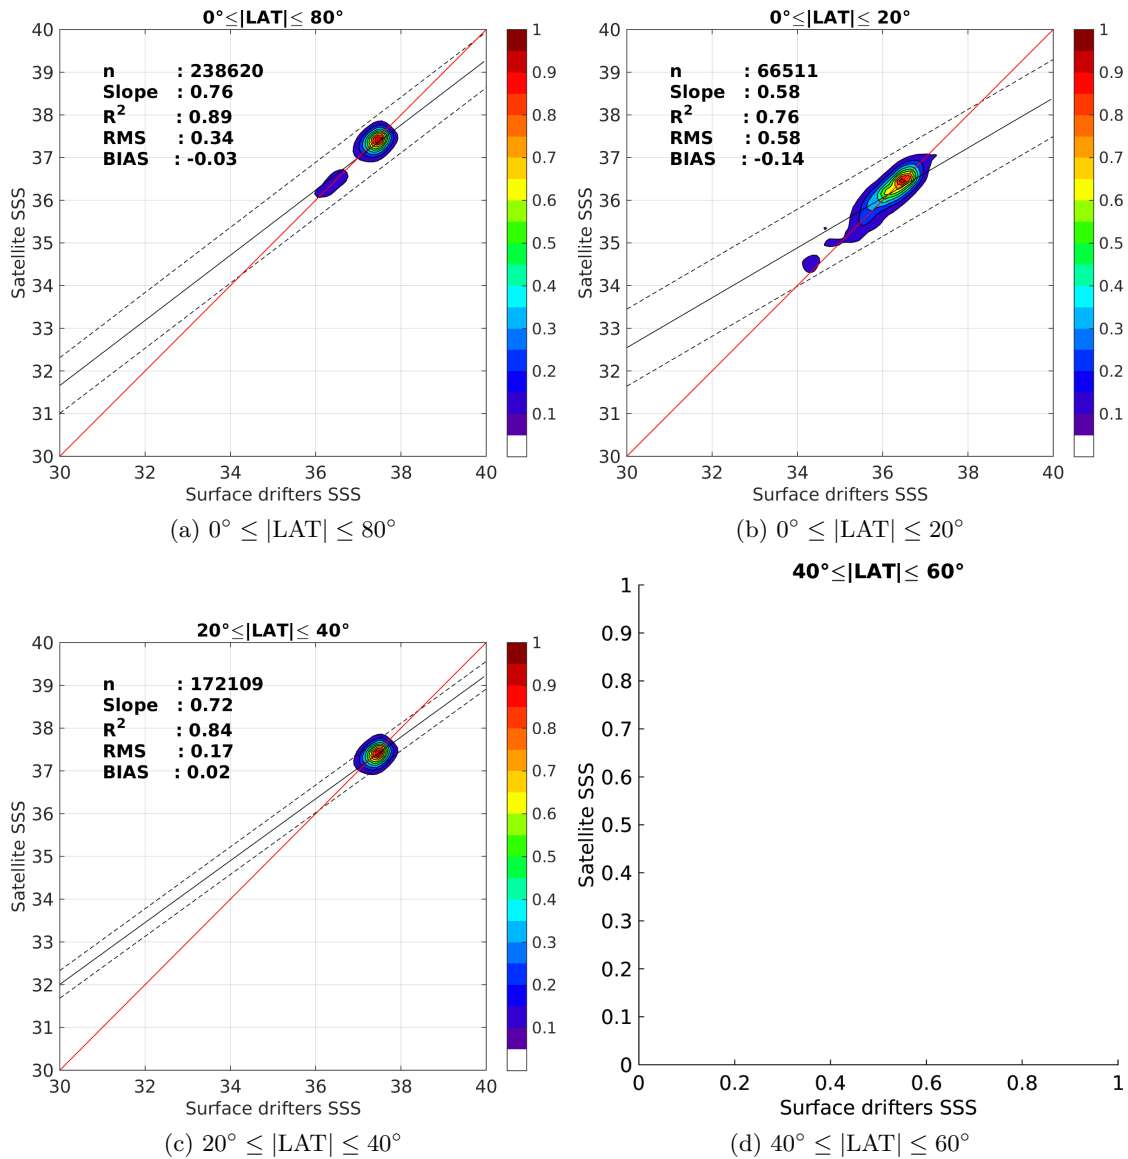 0°≤|LAT|≤ 80°
n : 238620
Slope : 0.76
R² : 0.89
RMS : 0.34
BIAS : -0.03
40
39
38
37
36
35
34
33
32
31
30
30 32 34 36 38 40
Satellite SSS
Surface drifters SSS
1
0.9
0.8
0.7
0.6
0.5
0.4
0.3
0.2
0.1
(a) 0° ≤ |LAT| ≤ 80°
0°≤|LAT|≤ 20°
n : 66511
Slope : 0.58
R² : 0.76
RMS : 0.58
BIAS : -0.14
40
39
38
37
36
35
34
33
32
31
30
30 32 34 36 38 40
Satellite SSS
Surface drifters SSS
1
0.9
0.8
0.7
0.6
0.5
0.4
0.3
0.2
0.1
(b) 0° ≤ |LAT| ≤ 20°
20°≤|LAT|≤ 40°
n : 172109
Slope : 0.72
R² : 0.84
RMS : 0.17
BIAS : 0.02
40
39
38
37
36
35
34
33
32
31
30
30 32 34 36 38 40
Satellite SSS
Surface drifters SSS
1
0.9
0.8
0.7
0.6
0.5
0.4
0.3
0.2
0.1
(c) 20° ≤ |LAT| ≤ 40°
40°≤|LAT|≤ 60°
1
0.9
0.8
0.7
0.6
0.5
0.4
0.3
0.2
0.1
0
0 0.2 0.4 0.6 0.8 1
Satellite SSS
Surface drifters SSS
(d) 40° ≤ |LAT| ≤ 60°